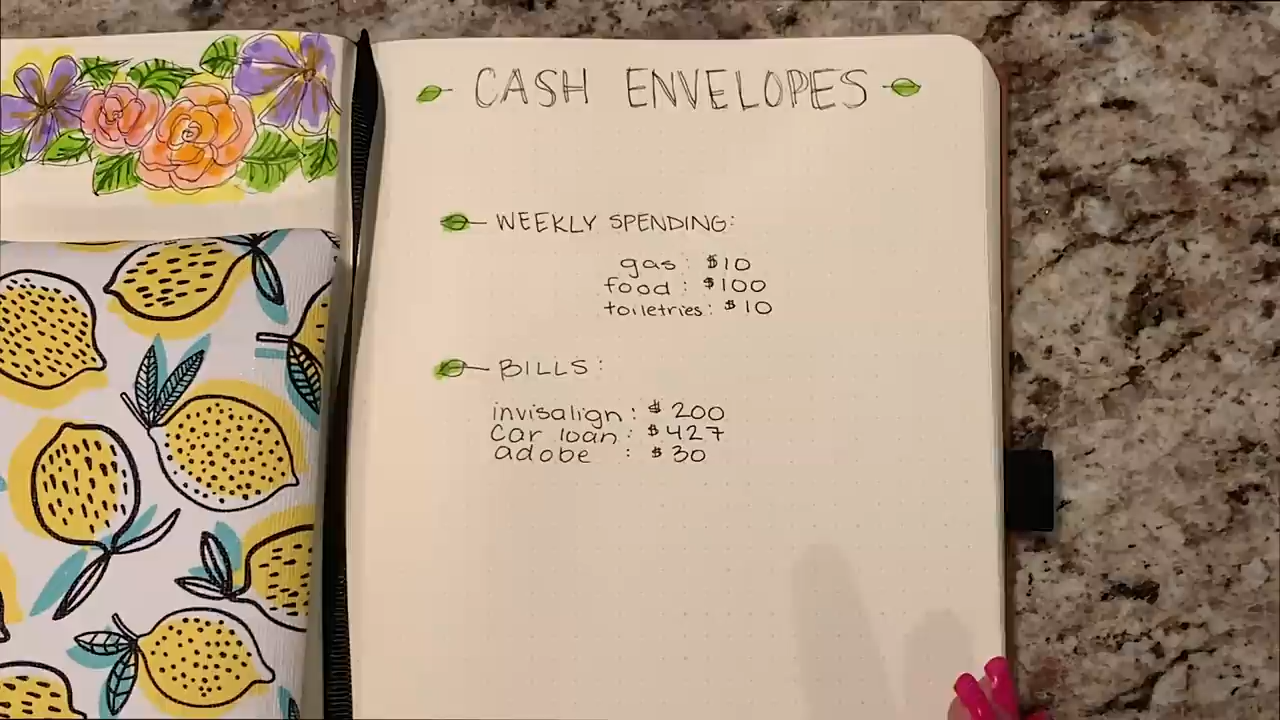 CASH ENVELOPES
WEEKLY SPENDING:
gas: $10
food: $100
toiletries: $10
BILLS:
invisalign: $200
car loan: $427
adobe : $30